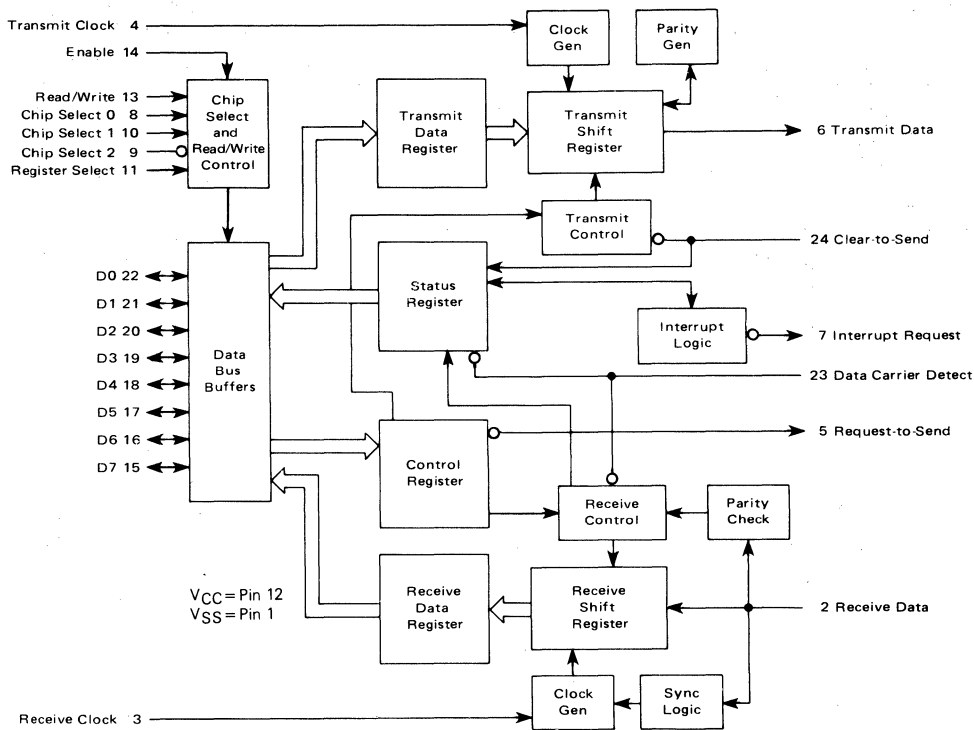 Transmit Clock 4
Clock
Gen
Parity
Gen
Enable 14
Read/Write 13
Chip Select 0 8
Chip Select 1 10
Chip Select 2 9
Register Select 11
Chip
Select
and
Read/Write
Control
Transmit
Data
Register
Transmit
Shift
Register
6 Transmit Data
Transmit
Control
24 Clear-to-Send
D0 22
D1 21
D2 20
D3 19
D4 18
D5 17
D6 16
D7 15
Data
Bus
Buffers
Status
Register
Interrupt
Logic
7 Interrupt Request
23 Data Carrier Detect
5 Request-to-Send
Control
Register
Receive
Control
Parity
Check
VCC=Pin 12
VSS=Pin 1
Receive
Data
Register
Receive
Shift
Register
2 Receive Data
Clock
Gen
Sync
Logic
Receive Clock 3